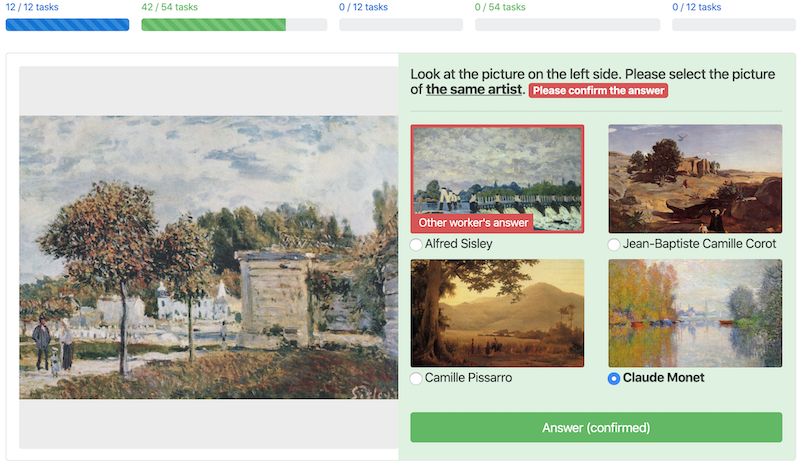 12 / 12 tasks
42 / 54 tasks
0 / 12 tasks
0 / 54 tasks
0 / 12 tasks
Look at the picture on the left side. Please select the picture
of the same artist. Please confirm the answer
Other worker's answer
Alfred Sisley
Jean-Baptiste Camille Corot
Camille Pissarro
Claude Monet
Sisley
Answer (confirmed)